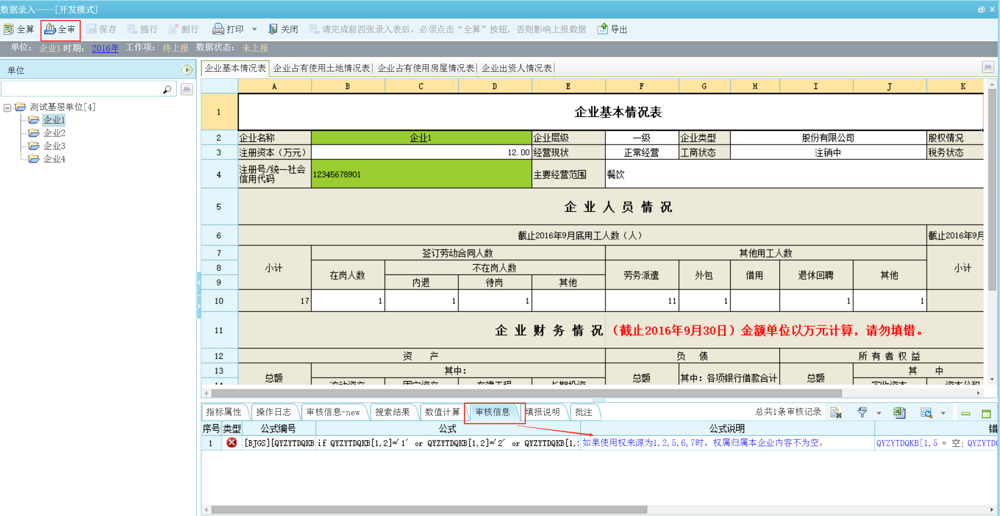 数据录入----[开发模式]
全算 全审 保存 插行 删行 打印 关闭 请完成前四张录入表后，必须点击“全算”按钮，否则影响上报数据 导出
单位： 企业1 时期： 2016年 工作项： 待上报 数据状态： 未上报
单位
测试基层单位[4]
企业1
企业2
企业3
企业4
企业基本情况表 企业占有使用土地情况表 企业占有使用房屋情况表 企业出资人情况表
A B C D E F G H I J K
1 企业基本情况表
2 企业名称 企业1 企业层级 一级 企业类型 股份有限公司 股权情况
3 注册资本（万元） 12.00 经营现状 正常经营 工商状态 注销中 税务状态
4 注册号/统一社会信用代码 12345678901 主要经营范围 餐饮
5 企 业 人 员 情 况
6 截止2016年9月底用工人数（人） 截止2016年9月
7 签订劳动合同人数 其他用工人数
8 小计 在岗人数 不在岗人数 劳务派遣 外包 借用 退休回聘 其他 小计
9 内退 待岗 其他
10 17 1 1 1 11 1 1 1
11 企 业 财 务 情 况 （截止2016年9月30日）金额单位以万元计算，请勿填错。
12 资 产 负 债 所 有 者 权 益
13 总额 其中： 总额 其中：各项银行借款合计 总额 其 中
指标属性 操作日志 审核信息-new 搜索结果 数值计算 审核信息 填报说明 批注 总共1条审核记录
序号 类型 公式编号 公式 公式说明 错
1 [BJGS][QYZYTDQKB if QYZYTDQKB[1,2]='1' or QYZYTDQKB[1,2]='2' or QYZYTDQKB[1, 如果使用权来源为1,2,5,6,7时，权属归属本企业内容不为空。 QYZYTDQKB[1,5 = 空; QYZYTD